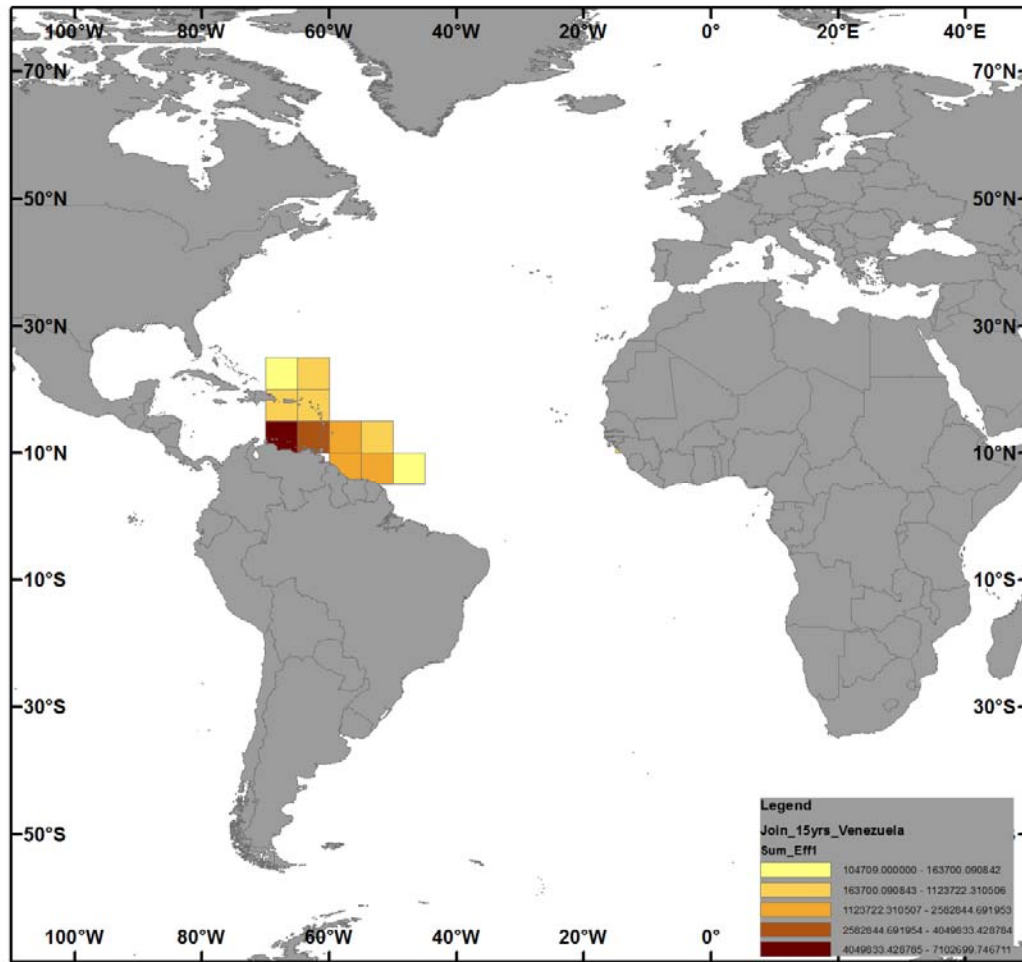 100°W 80°W 60°W 40°W 20°W 0° 20°E 40°E
70°N 70°N
50°N 50°N
30°N 30°N
10°N 10°N
10°S 10°S
30°S 30°S
50°S
Legend
Join_15yrs_Venezuela
Sum_Eff1
104709.000000 - 163700.090842
163700.090843 - 1123722.310506
1123722.310507 - 2582844.691953
2582844.691954 - 4049833.428764
4049833.428765 - 7102699.746711
100°W 80°W 60°W 40°W 20°W 0°